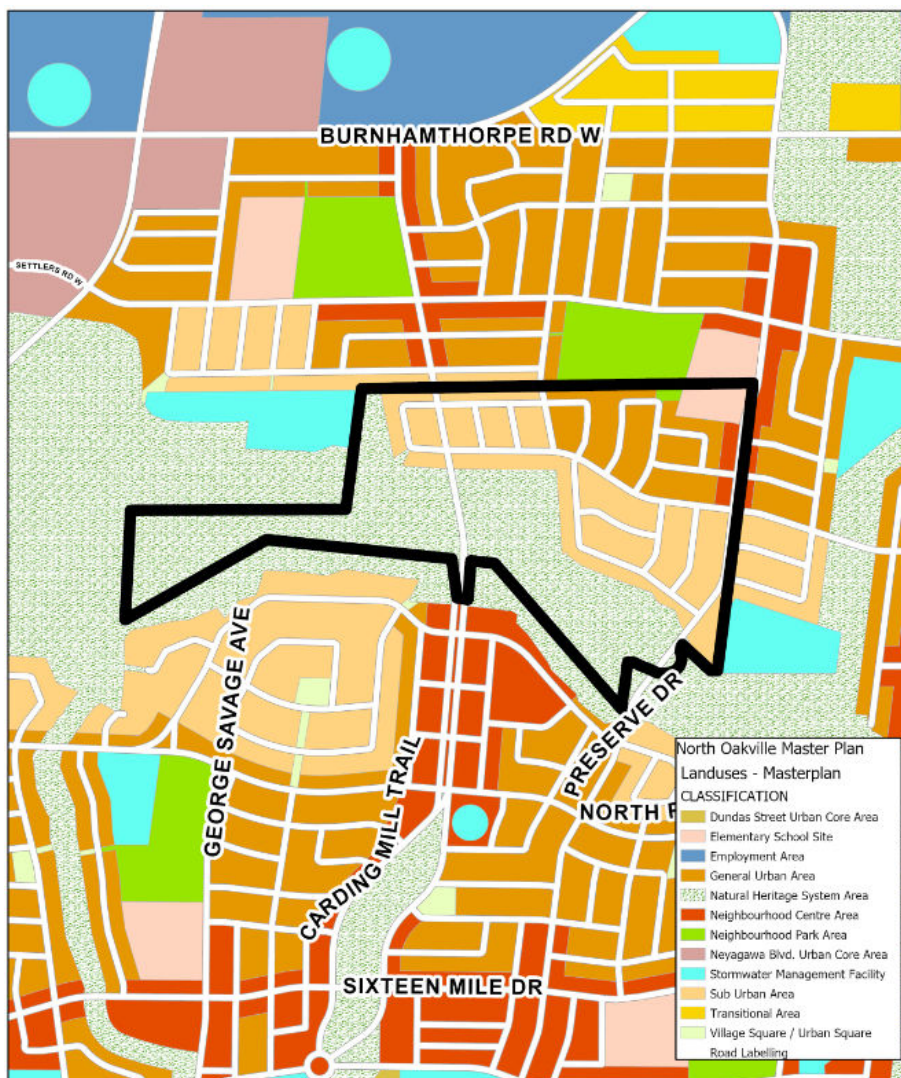 BURNHAMTHORPE RD W
SETTLERS RD W
GEORGE SAVAGE AVE
CARDING MILL TRAIL
PRESERVE DR
NORTH
SIXTEEN MILE DR
North Oakville Master Plan
Landuses - Masterplan
CLASSIFICATION
Dundas Street Urban Core Area
Elementary School Site
Employment Area
General Urban Area
Natural Heritage System Area
Neighbourhood Centre Area
Neighbourhood Park Area
Neyagawa Blvd. Urban Core Area
Stormwater Management Facility
Sub Urban Area
Transitional Area
Village Square / Urban Square
Road Labelling